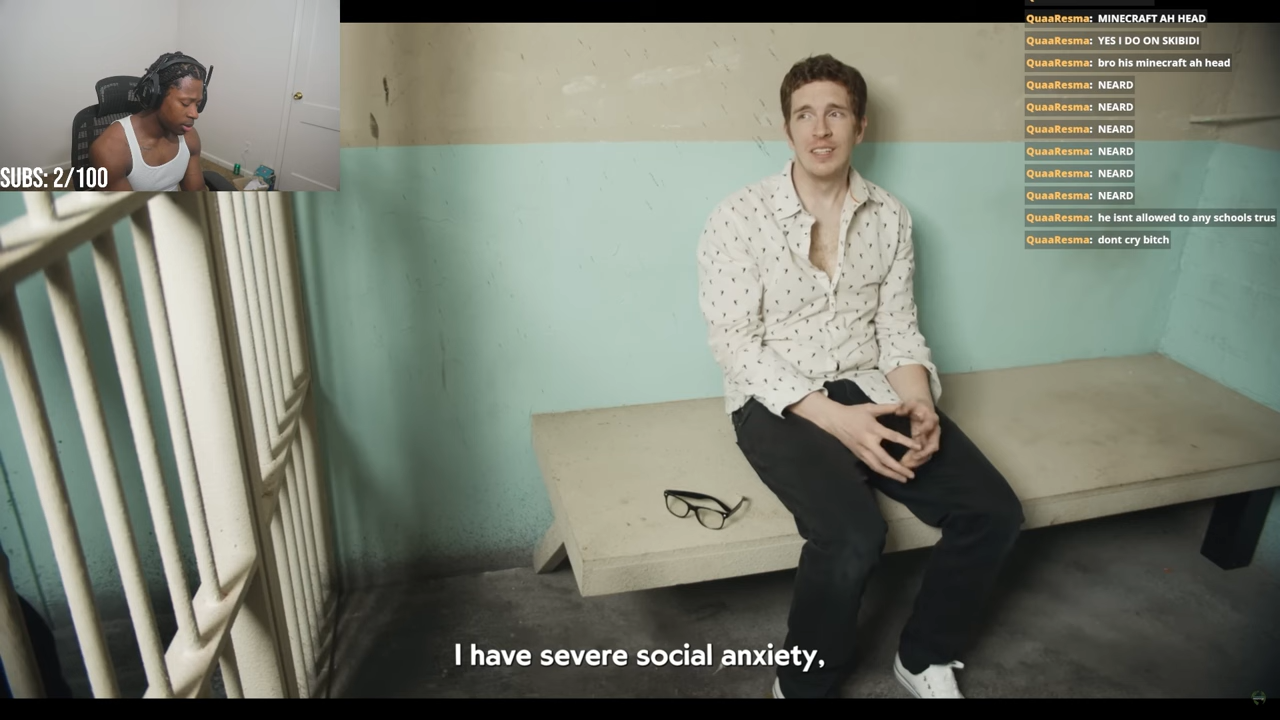 QuaaResma: MINECRAFT AH HEAD
QuaaResma: YES I DO ON SKIBIDI
QuaaResma: bro his minecraft ah head
QuaaResma: NEARD
QuaaResma: NEARD
QuaaResma: NEARD
QuaaResma: NEARD
QuaaResma: NEARD
QuaaResma: NEARD
QuaaResma: he isnt allowed to any schools trus
QuaaResma: dont cry bitch
SUBS: 2/100
I have severe social anxiety,